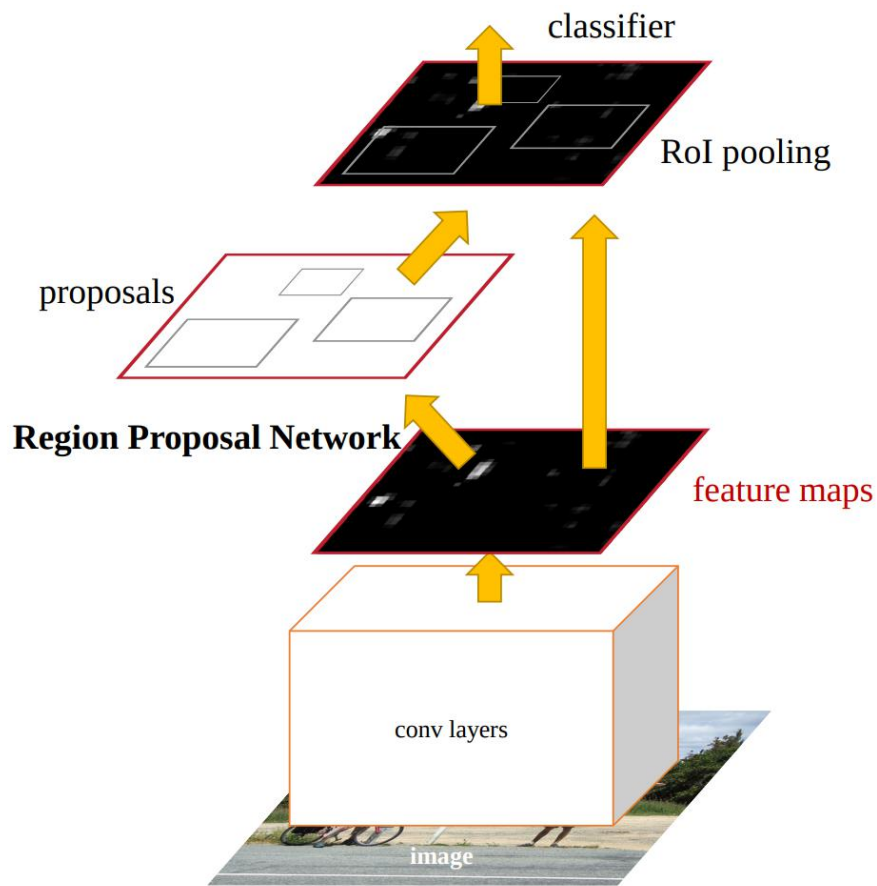 classifier
RoI pooling
proposals
Region Proposal Network
feature maps
conv layers
image